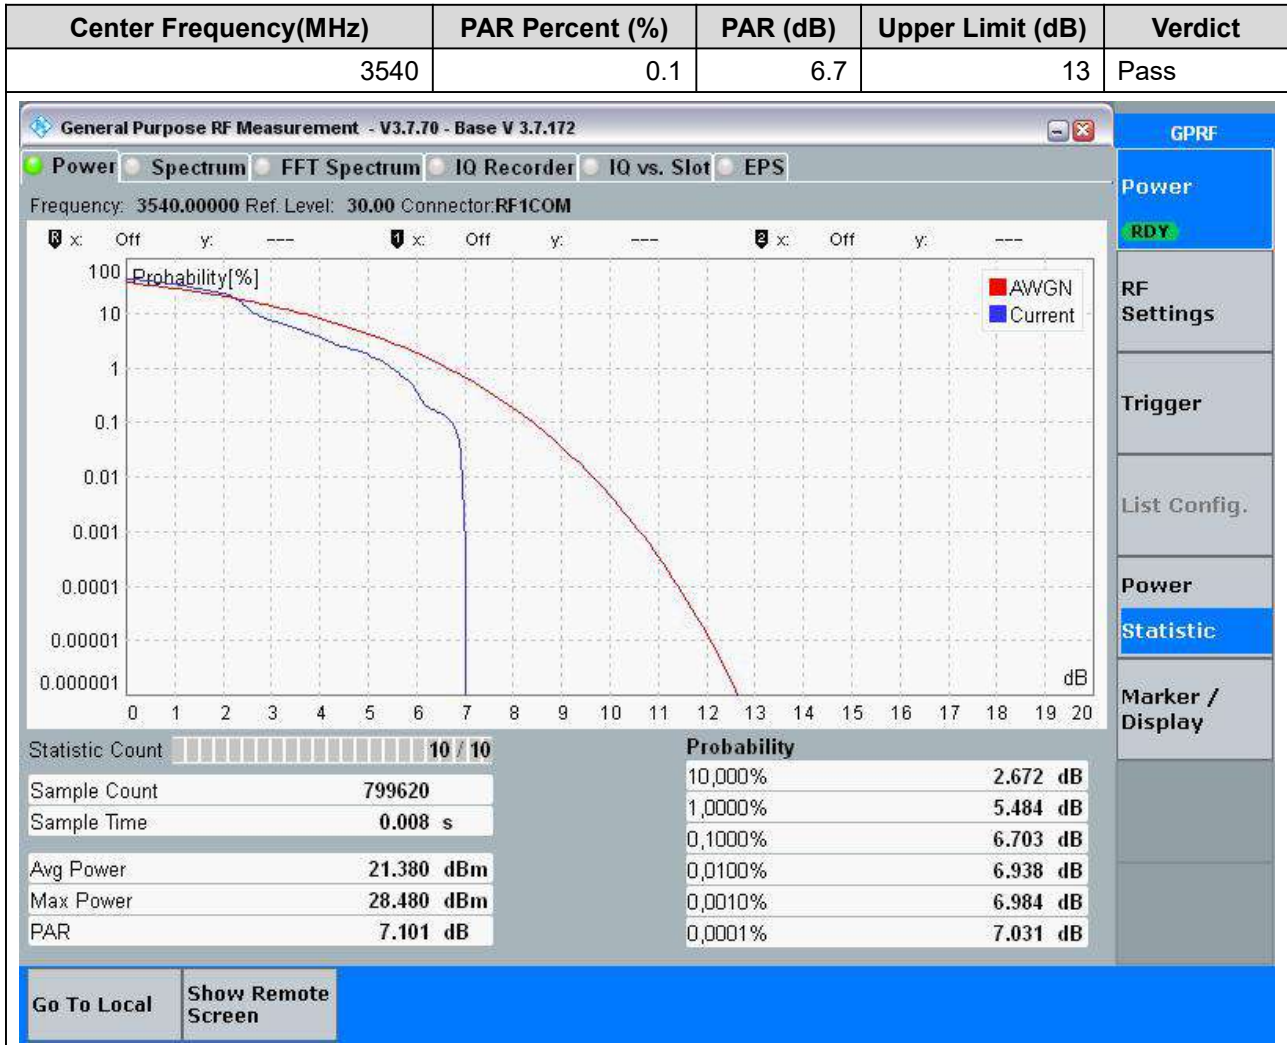 Center Frequency(MHz) PAR Percent (%) PAR (dB) Upper Limit (dB) Verdict
3540 0.1 6.7 13 Pass
General Purpose RF Measurement - V3.7.70 - Base V 3.7.172
GPRF
Power Spectrum FFT Spectrum IQ Recorder IQ vs. Slot EPS
Frequency: 3540.00000 Ref. Level: 30.00 Connector:RF1COM
R x: Off y: --- 1 x: Off y: --- 2 x: Off y: ---
Probability[%]
100
10
1
0.1
0.01
0.001
0.0001
0.00001
0.000001
AWGN
Current
dB
0 1 2 3 4 5 6 7 8 9 10 11 12 13 14 15 16 17 18 19 20
Power
RDY
RF
Settings
Trigger
List Config.
Power
Statistic
Marker /
Display
Statistic Count 10 / 10
Sample Count 799620
Sample Time 0.008 s
Avg Power 21.380 dBm
Max Power 28.480 dBm
PAR 7.101 dB
Probability
10,000% 2.672 dB
1,0000% 5.484 dB
0,1000% 6.703 dB
0,0100% 6.938 dB
0,0010% 6.984 dB
0,0001% 7.031 dB
Go To Local
Show Remote
Screen